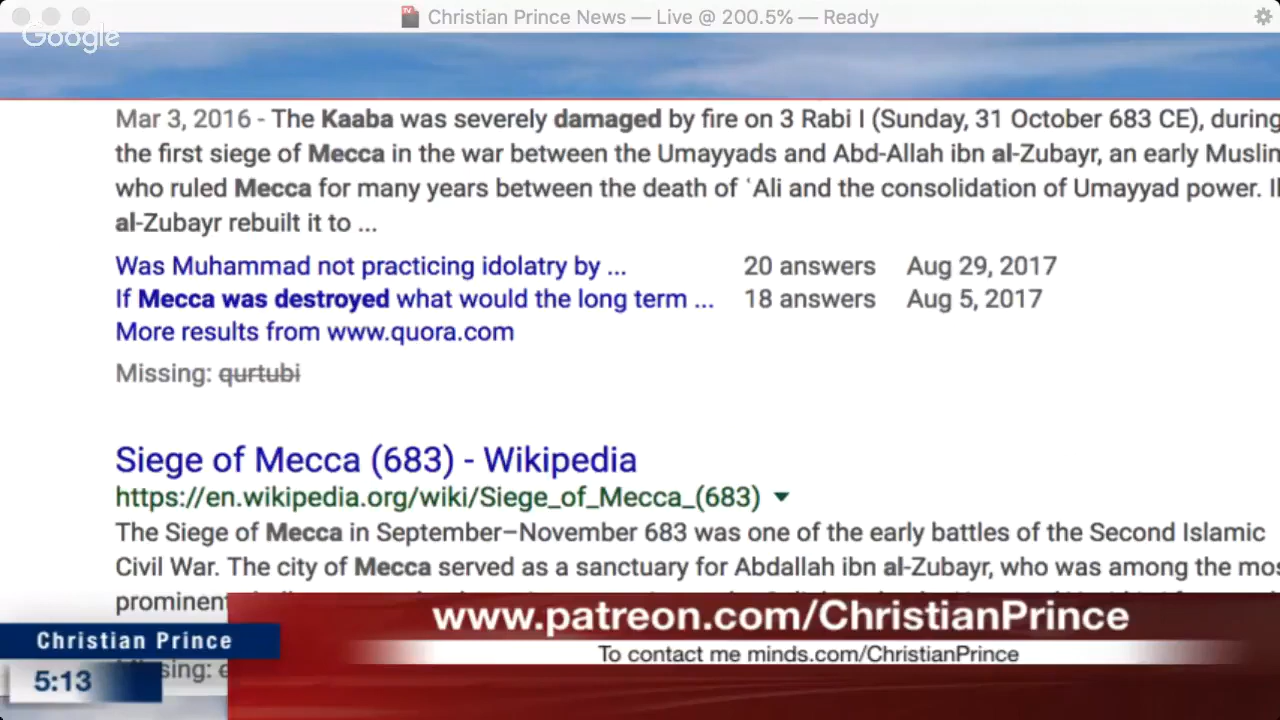 Christian Prince News — Live @ 200.5% — Ready
Google
Mar 3, 2016 - The Kaaba was severely damaged by fire on 3 Rabi I (Sunday, 31 October 683 CE), during
the first siege of Mecca in the war between the Umayyads and Abd-Allah ibn al-Zubayr, an early Muslim
who ruled Mecca for many years between the death of ʿAli and the consolidation of Umayyad power.
al-Zubayr rebuilt it to ...
Was Muhammad not practicing idolatry by ... 20 answers Aug 29, 2017
If Mecca was destroyed what would the long term ... 18 answers Aug 5, 2017
More results from www.quora.com
Missing: qurtubi
Siege of Mecca (683) - Wikipedia
https://en.wikipedia.org/wiki/Siege_of_Mecca_(683)
The Siege of Mecca in September–November 683 was one of the early battles of the Second Islamic
Civil War. The city of Mecca served as a sanctuary for Abdallah ibn al-Zubayr, who was among the mos
prominent
www.patreon.com/ChristianPrince
Christian Prince
To contact me minds.com/ChristianPrince
5:13